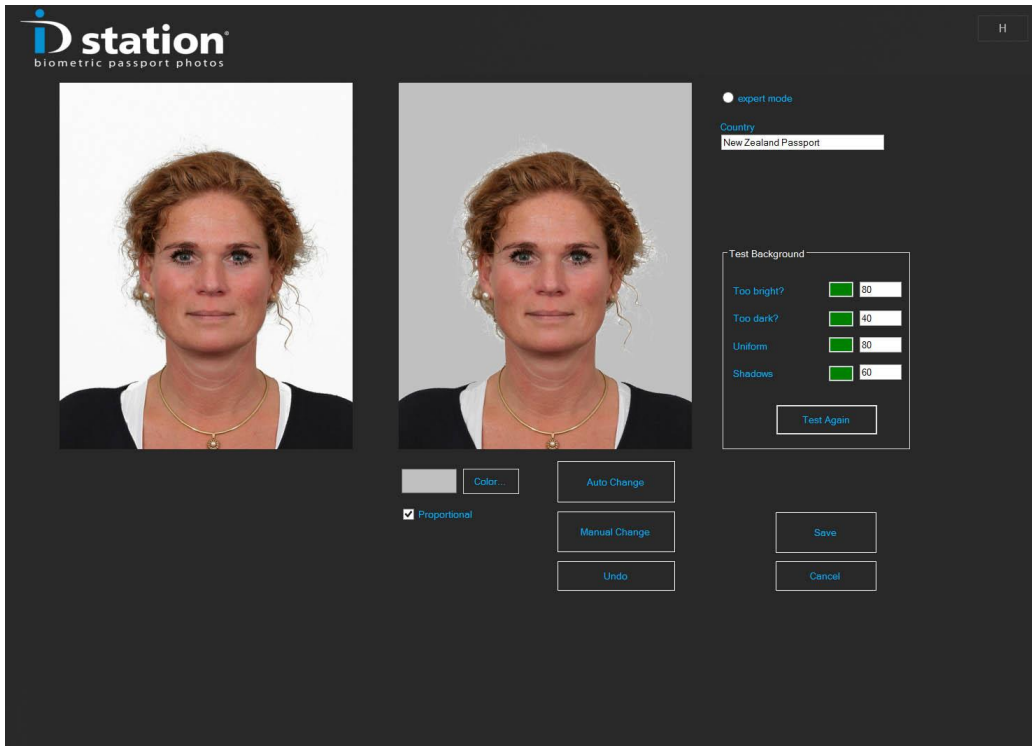 iD station®
biometric passport photos
H
expert mode
Country
New Zealand Passport
Test Background
Too bright? 80
Too dark? 40
Uniform 80
Shadows 60
Test Again
Color...
Auto Change
Proportional
Manual Change
Save
Undo
Cancel